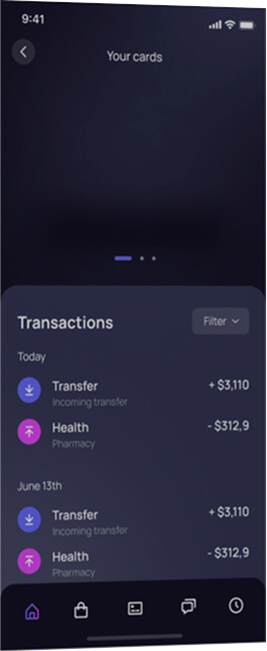 9:41
Your cards
Transactions
Filter
Today
Transfer
+ $3,110
Incoming transfer
Health
- $312,9
Pharmacy
June 13th
Transfer
+ $3,110
Incoming transfer
Health
- $312,9
Pharmacy